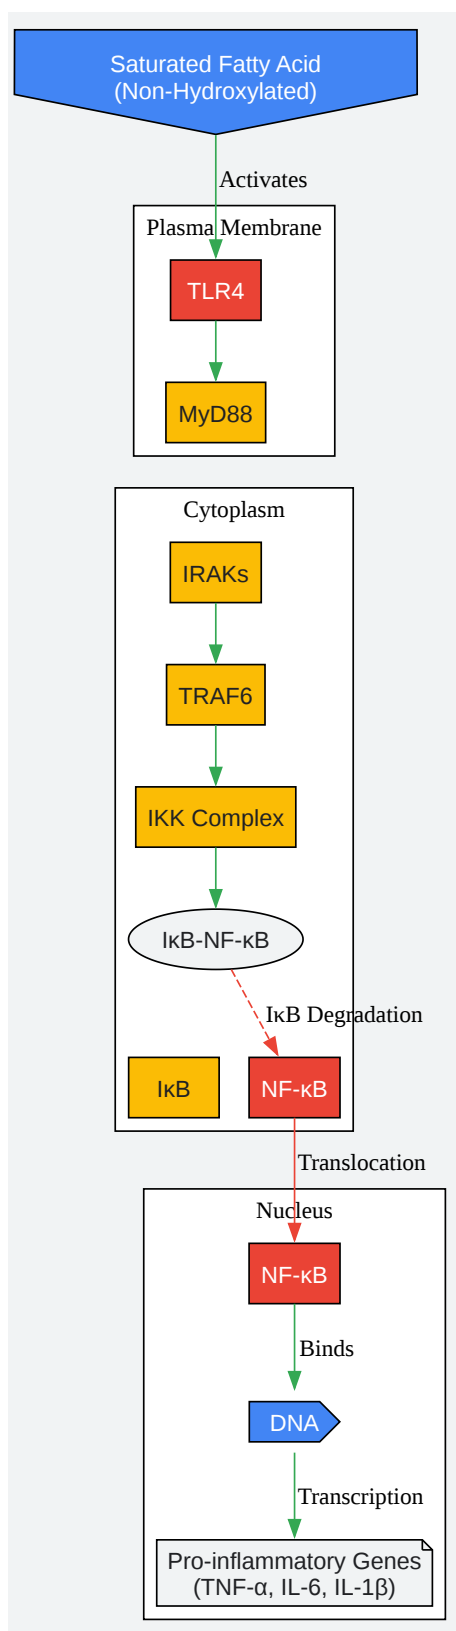 Saturated Fatty Acid
(Non-Hydroxylated)
Activates
Plasma Membrane
TLR4
MyD88
Cytoplasm
IRAKs
TRAF6
IKK Complex
IκB-NF-κB
IκB Degradation
IκB
NF-κB
Translocation
Nucleus
NF-κB
Binds
DNA
Transcription
Pro-inflammatory Genes
(TNF-α, IL-6, IL-1β)